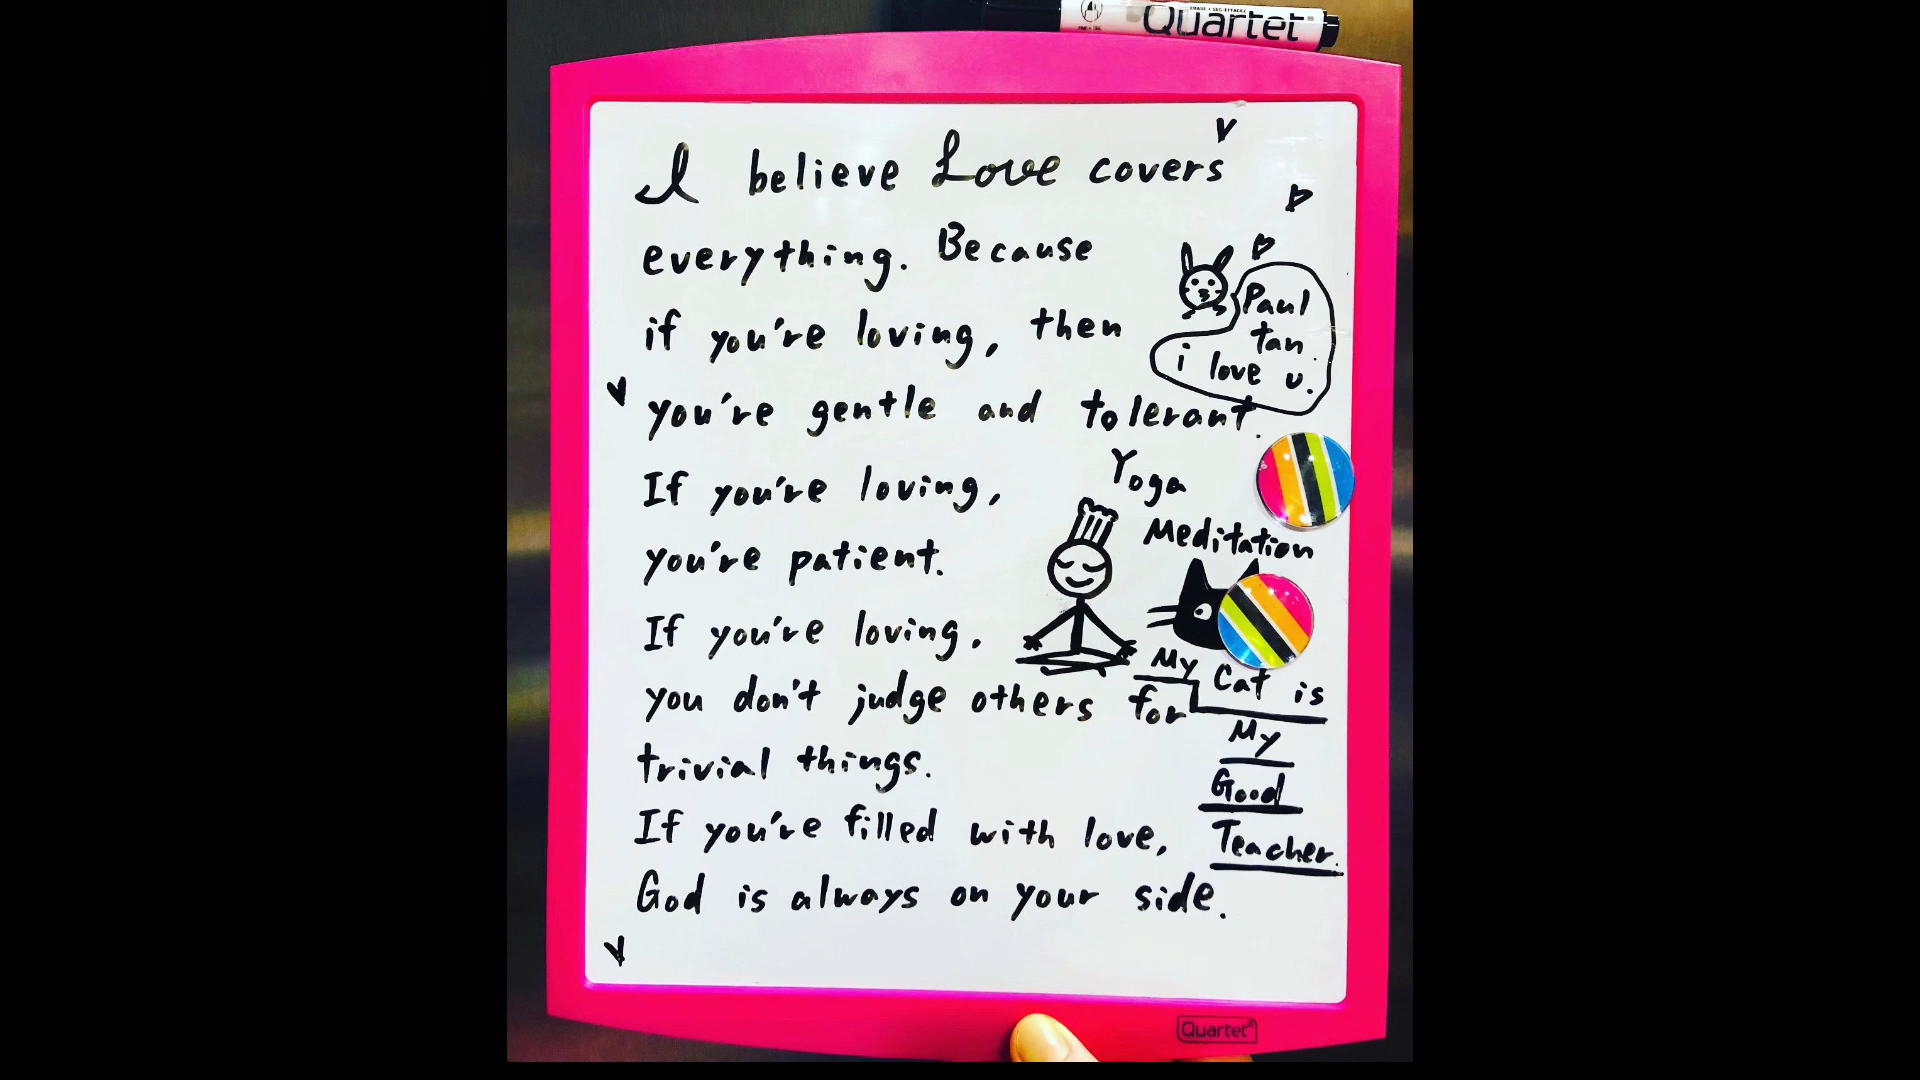 Quartet
I believe Love covers
everything. Because
if you're loving, then
you're gentle and tolerant.
If you're loving,
you're patient.
If you're loving.
you don't judge others for
trivial things.
If you're filled with love,
God is always on your side.
Paul
tan
i love u.
Yoga
Meditation
My Cat is
My
Good
Teacher.
Quartet